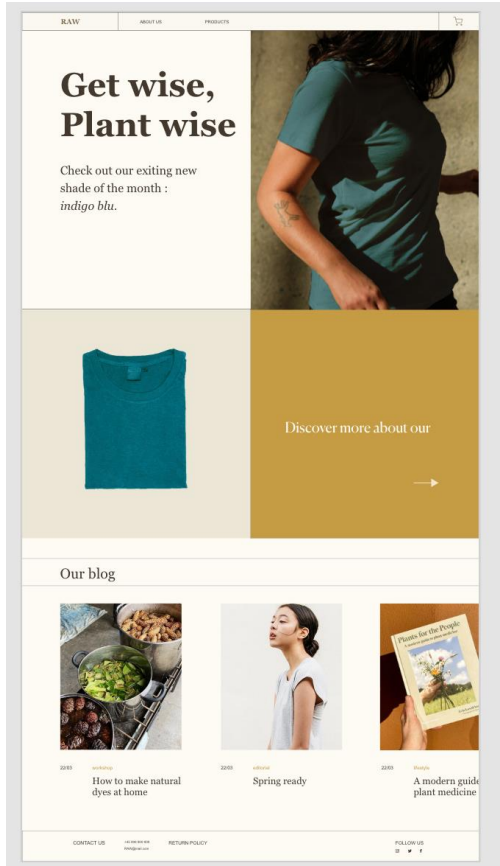 RAW
ABOUT US
PRODUCTS
Get wise,
Plant wise
Check out our exiting new
shade of the month :
indigo blu.
Discover more about our
Our blog
Plants for the People
22/03
workshop
How to make natural
dyes at home
22/03
editorial
Spring ready
22/03
lifestyle
A modern guide
plant medicine
CONTACT US
RETURN POLICY
FOLLOW US